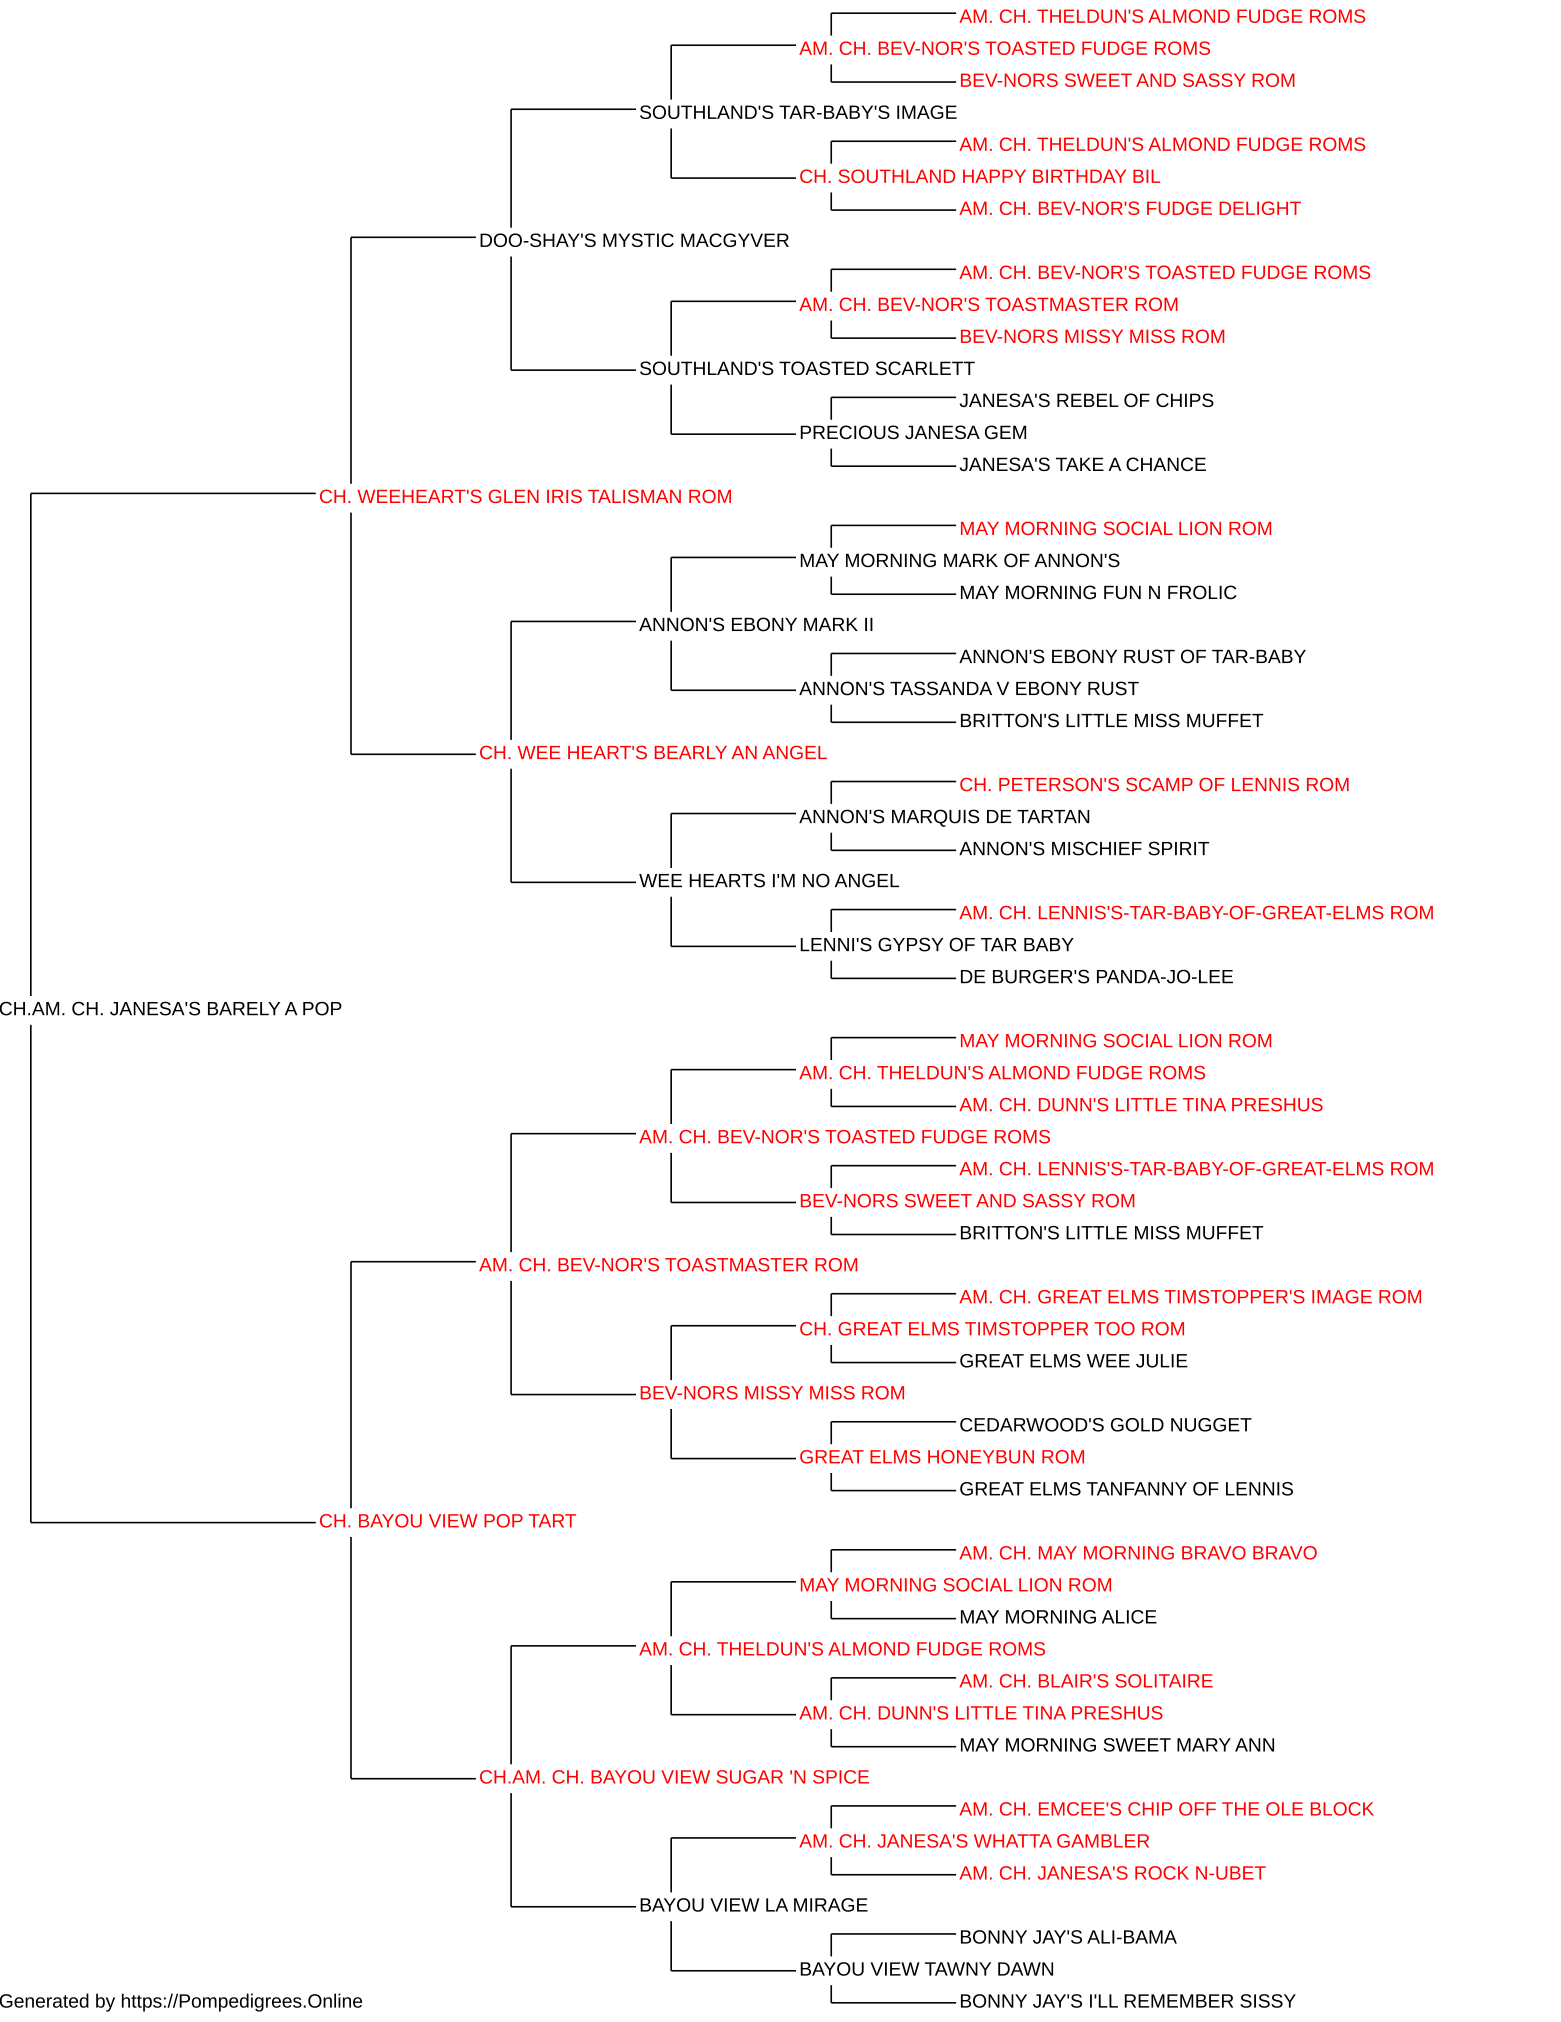 AM. CH. THELDUN'S ALMOND FUDGE ROMS
AM. CH. BEV-NOR'S TOASTED FUDGE ROMS
BEV-NORS SWEET AND SASSY ROM
SOUTHLAND'S TAR-BABY'S IMAGE
AM. CH. THELDUN'S ALMOND FUDGE ROMS
CH. SOUTHLAND HAPPY BIRTHDAY BIL
AM. CH. BEV-NOR'S FUDGE DELIGHT
DOO-SHAY'S MYSTIC MACGYVER
AM. CH. BEV-NOR'S TOASTED FUDGE ROMS
AM. CH. BEV-NOR'S TOASTMASTER ROM
BEV-NORS MISSY MISS ROM
SOUTHLAND'S TOASTED SCARLETT
JANESA'S REBEL OF CHIPS
PRECIOUS JANESA GEM
JANESA'S TAKE A CHANCE
CH. WEEHEART'S GLEN IRIS TALISMAN ROM
MAY MORNING SOCIAL LION ROM
MAY MORNING MARK OF ANNON'S
MAY MORNING FUN N FROLIC
ANNON'S EBONY MARK II
ANNON'S EBONY RUST OF TAR-BABY
ANNON'S TASSANDA V EBONY RUST
BRITTON'S LITTLE MISS MUFFET
CH. WEE HEART'S BEARLY AN ANGEL
CH. PETERSON'S SCAMP OF LENNIS ROM
ANNON'S MARQUIS DE TARTAN
ANNON'S MISCHIEF SPIRIT
WEE HEARTS I'M NO ANGEL
AM. CH. LENNIS'S-TAR-BABY-OF-GREAT-ELMS ROM
LENNI'S GYPSY OF TAR BABY
DE BURGER'S PANDA-JO-LEE
CH.AM. CH. JANESA'S BARELY A POP
MAY MORNING SOCIAL LION ROM
AM. CH. THELDUN'S ALMOND FUDGE ROMS
AM. CH. DUNN'S LITTLE TINA PRESHUS
AM. CH. BEV-NOR'S TOASTED FUDGE ROMS
AM. CH. LENNIS'S-TAR-BABY-OF-GREAT-ELMS ROM
BEV-NORS SWEET AND SASSY ROM
BRITTON'S LITTLE MISS MUFFET
AM. CH. BEV-NOR'S TOASTMASTER ROM
AM. CH. GREAT ELMS TIMSTOPPER'S IMAGE ROM
CH. GREAT ELMS TIMSTOPPER TOO ROM
GREAT ELMS WEE JULIE
BEV-NORS MISSY MISS ROM
CEDARWOOD'S GOLD NUGGET
GREAT ELMS HONEYBUN ROM
GREAT ELMS TANFANNY OF LENNIS
CH. BAYOU VIEW POP TART
AM. CH. MAY MORNING BRAVO BRAVO
MAY MORNING SOCIAL LION ROM
MAY MORNING ALICE
AM. CH. THELDUN'S ALMOND FUDGE ROMS
AM. CH. BLAIR'S SOLITAIRE
AM. CH. DUNN'S LITTLE TINA PRESHUS
MAY MORNING SWEET MARY ANN
CH.AM. CH. BAYOU VIEW SUGAR 'N SPICE
AM. CH. EMCEE'S CHIP OFF THE OLE BLOCK
AM. CH. JANESA'S WHATTA GAMBLER
AM. CH. JANESA'S ROCK N-UBET
BAYOU VIEW LA MIRAGE
BONNY JAY'S ALI-BAMA
BAYOU VIEW TAWNY DAWN
BONNY JAY'S I'LL REMEMBER SISSY
Generated by https://Pompedigrees.Online